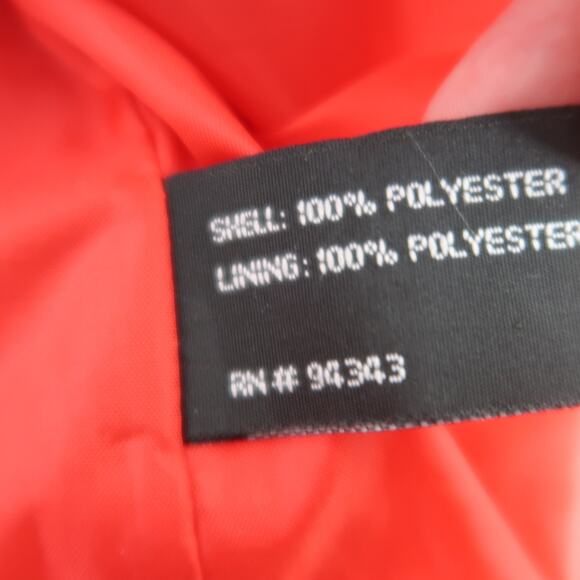 SHELL: 100% POLYESTER
LINING: 100% POLYESTER
RN# 94343